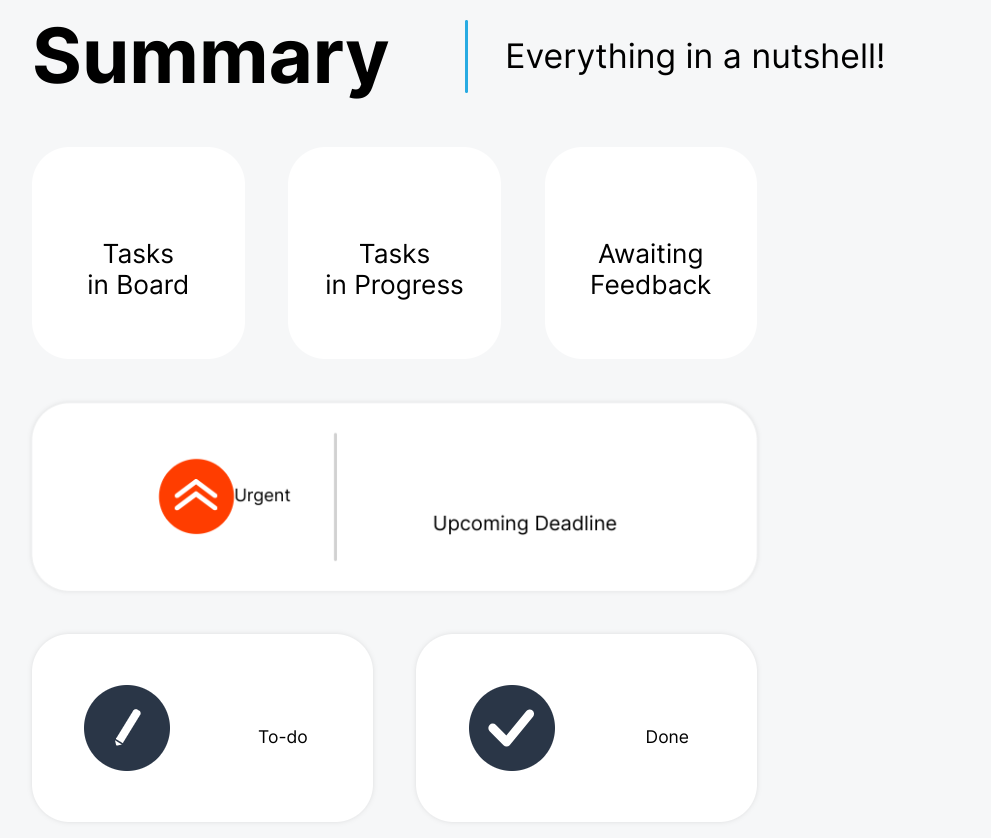 Summary
Everything in a nutshell!
Tasks
in Board
Tasks
in Progress
Awaiting
Feedback
Urgent
Upcoming Deadline
To-do
Done